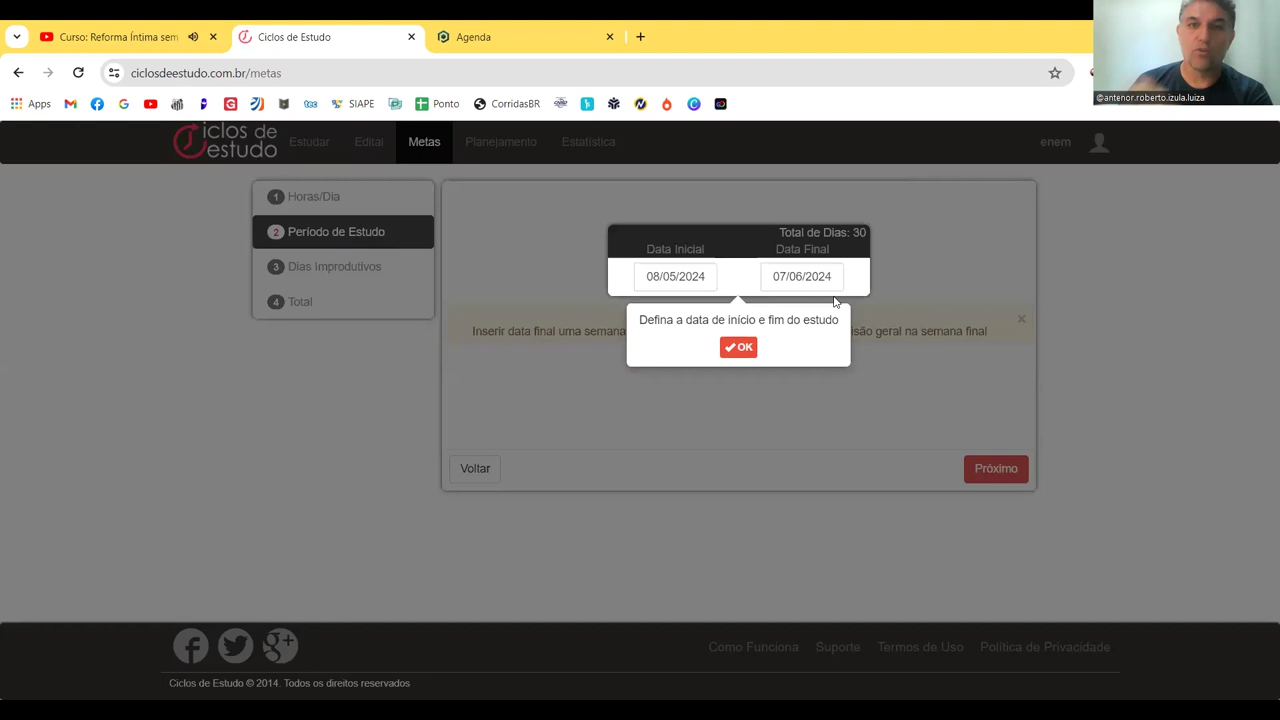 Curso: Reforma Íntima sem
Ciclos de Estudo
Agenda
ciclosdeestudo.com.br/metas
@antenor.roberto.izula.luiza
Apps
SIAPE
Ponto
CorridasBR
Ciclos de estudo
Estudar
Edital
Metas
Planejamento
Estatística
enem
1 Horas/Dia
2 Período de Estudo
3 Dias Improdutivos
4 Total
Total de Dias: 30
Data Inicial
Data Final
08/05/2024
07/06/2024
Defina a data de início e fim do estudo
OK
Inserir data final uma semana
isão geral na semana final
Voltar
Próximo
Como Funciona
Suporte
Termos de Uso
Política de Privacidade
Ciclos de Estudo © 2014. Todos os direitos reservados